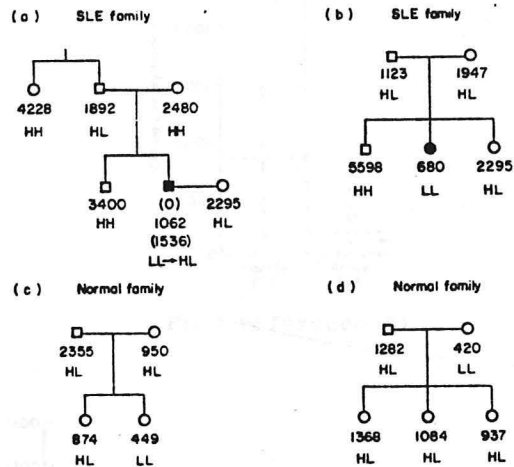 (a) SLE family
4228 1892 2480
HH HL HH
3400 (0) 2295
HH 1062 HL
(1536)
LL→HL
(b) SLE family
1123 1947
HL HL
5598 680 2295
HH LL HL
(c) Normal family
2355 950
HL HL
874 449
HL LL
(d) Normal family
1282 420
HL LL
1368 1084 937
HL HL HL